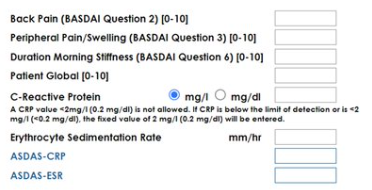 Back Pain (BASDAI Question 2) [0-10]
Peripheral Pain/Swelling (BASDAI Question 3) [0-10]
Duration Morning Stiffness (BASDAI Question 6) [0-10]
Patient Global [0-10]
C-Reactive Protein mg/l mg/dl
A CRP value <2mg/l (0.2 mg/dl) is not allowed. If CRP is below the limit of detection or is <2
mg/l (<0.2 mg/dl), the fixed value of 2 mg/l (0.2 mg/dl) will be entered.
Erythrocyte Sedimentation Rate mm/hr
ASDAS-CRP
ASDAS-ESR